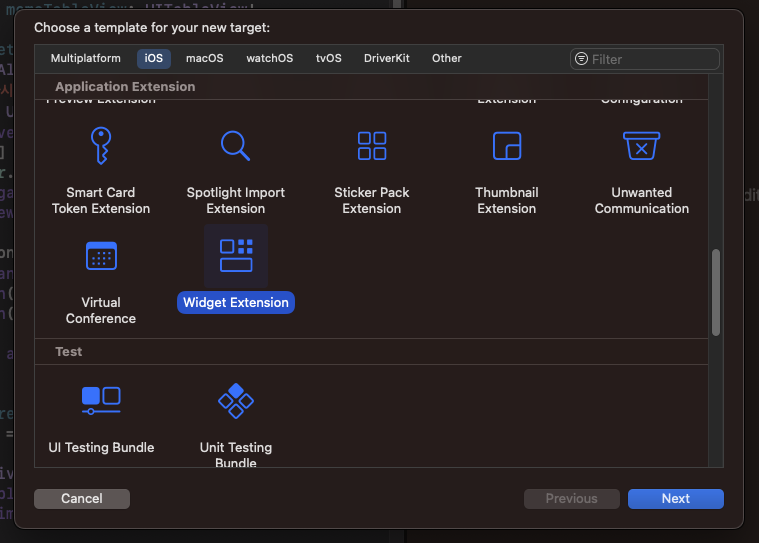 memoTableView: UITableView!
Choose a template for your new target:
Multiplatform iOS macOS watchOS tvOS DriverKit Other
Filter
Application Extension
Preview Extension
Extension
Configuration
Smart Card
Token Extension
Spotlight Import
Extension
Sticker Pack
Extension
Thumbnail
Extension
Unwanted
Communication
Virtual
Conference
Widget Extension
Test
UI Testing Bundle
Unit Testing
Bundle
Cancel
Previous
Next